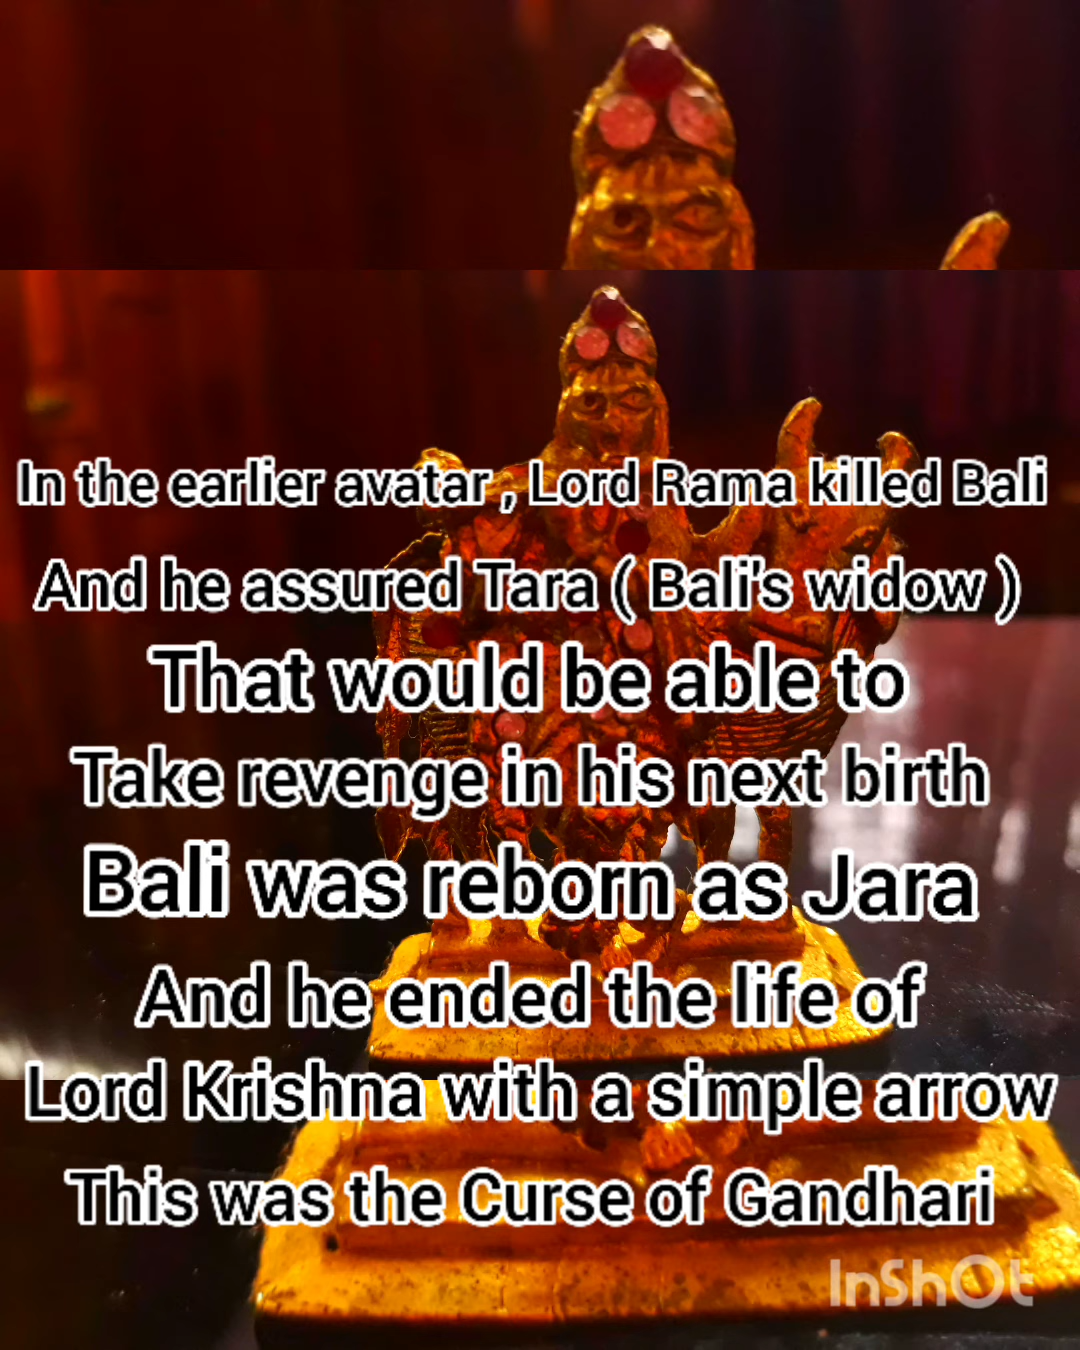 In the earlier avatar , Lord Rama killed Bali
And he assured Tara ( Bali's widow )
That would be able to
Take revenge in his next birth
Bali was reborn as Jara
And he ended the life of
Lord Krishna with a simple arrow
This was the Curse of Gandhari
InShOt